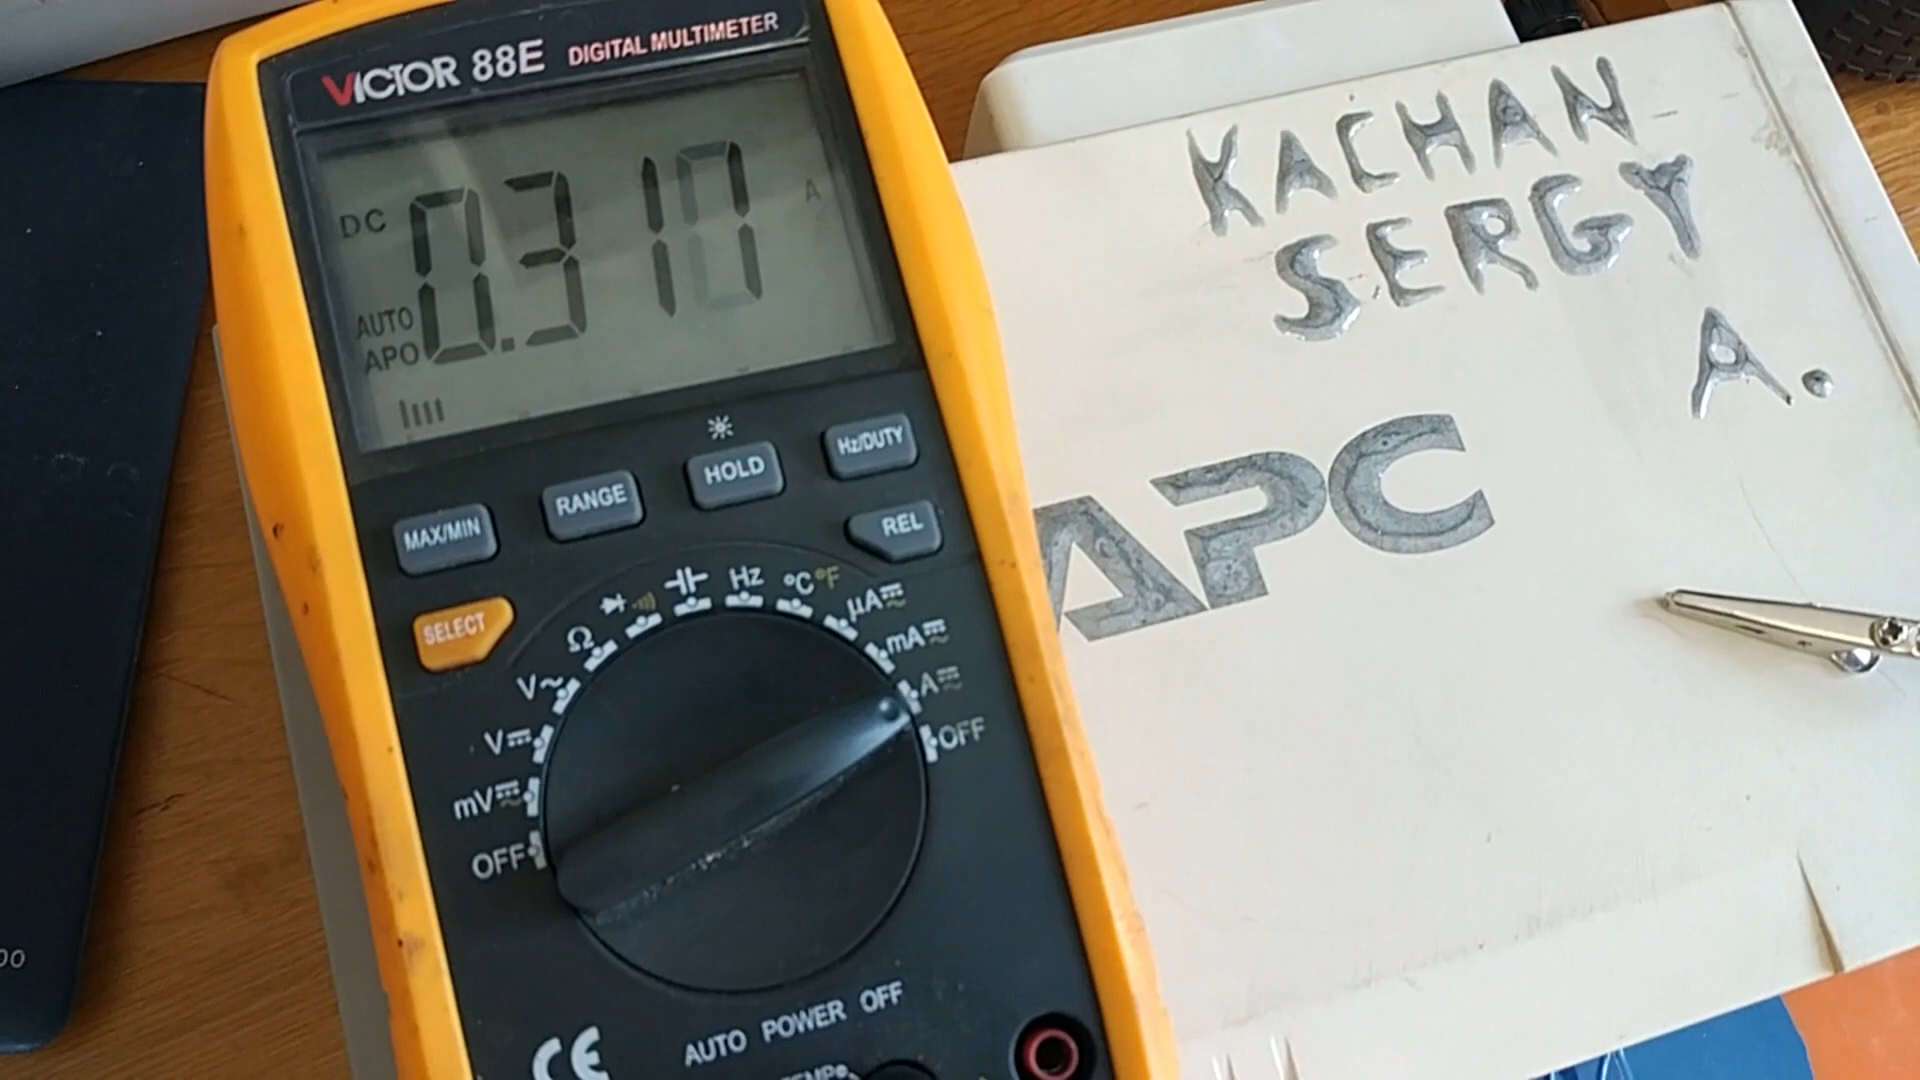 VICTOR 88E DIGITAL MULTIMETER
DC 0.310 A
AUTO
APO
MAX/MIN RANGE HOLD Hz/DUTY
SELECT REL
OFF mV V V~ Ω Hz °C °F µA mA A OFF
AUTO POWER OFF
CE
KACHAN
SERGY
A.
APC